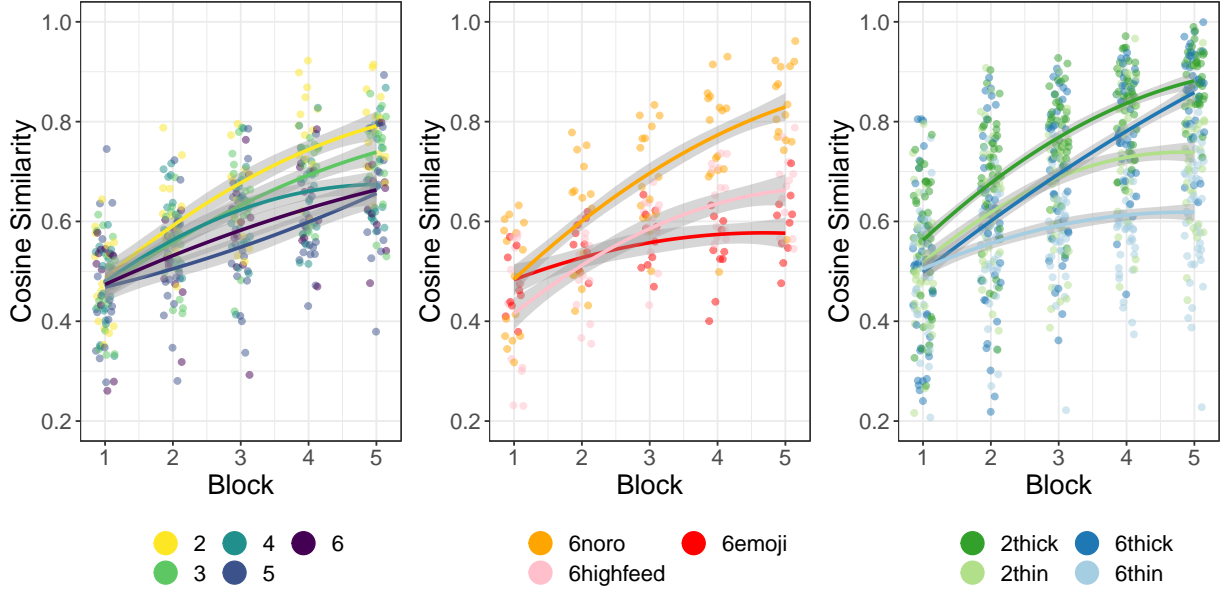 1.0
0.8
0.6
0.4
0.2
Cosine Similarity
1 2 3 4 5
Block
2 4 6
3 5
1.0
0.8
0.6
0.4
0.2
Cosine Similarity
1 2 3 4 5
Block
6noro 6emoji
6highfeed
1.0
0.8
0.6
0.4
0.2
Cosine Similarity
1 2 3 4 5
Block
2thick 6thick
2thin 6thin